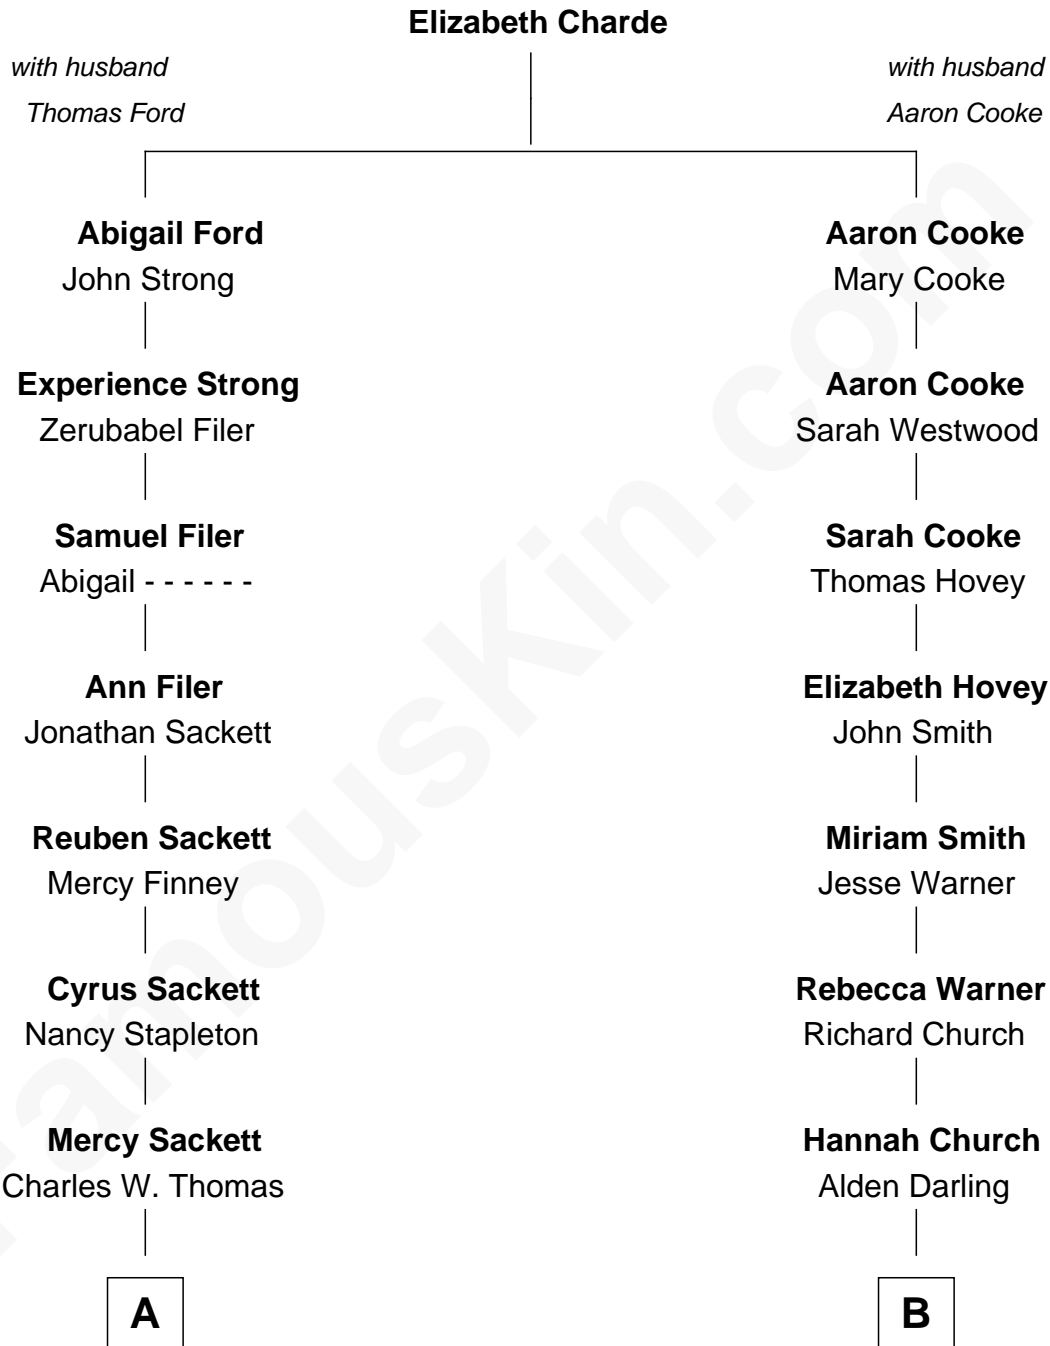 Elizabeth Charde
with husband
Thomas Ford
with husband
Aaron Cooke
Abigail Ford
John Strong
Aaron Cooke
Mary Cooke
Experience Strong
Zerubabel Filer
Aaron Cooke
Sarah Westwood
Samuel Filer
Abigail - - - - - -
Sarah Cooke
Thomas Hovey
Ann Filer
Jonathan Sackett
Elizabeth Hovey
John Smith
Reuben Sackett
Mercy Finney
Miriam Smith
Jesse Warner
Cyrus Sackett
Nancy Stapleton
Rebecca Warner
Richard Church
Mercy Sackett
Charles W. Thomas
Hannah Church
Alden Darling
A
B
FamousKin.com